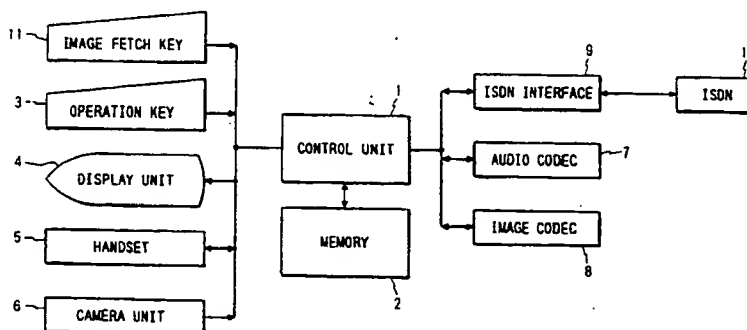 11
IMAGE FETCH KEY
3
OPERATION KEY
4
DISPLAY UNIT
5
HANDSET
6
CAMERA UNIT
1
CONTROL UNIT
MEMORY
2
9
ISDN INTERFACE
ISDN
AUDIO CODEC
7
IMAGE CODEC
8